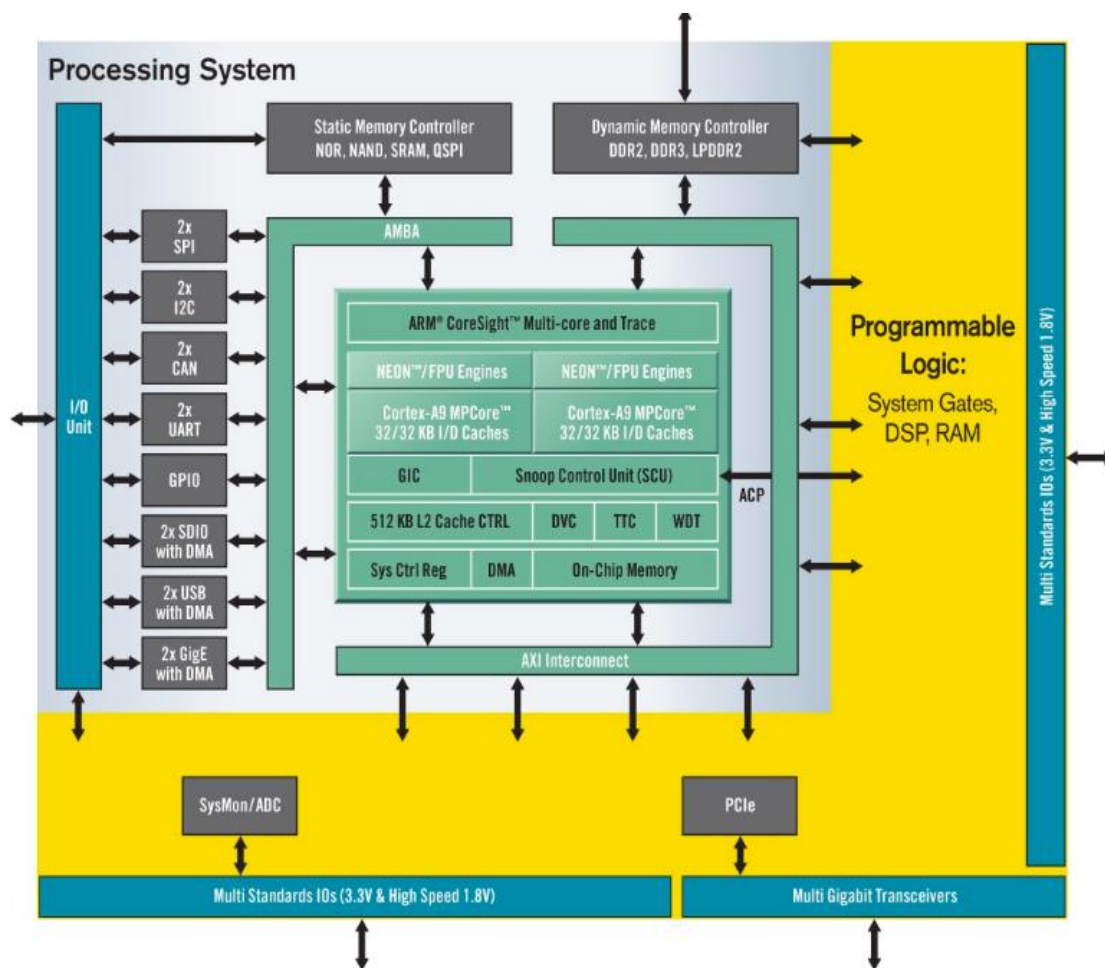 Processing System
Static Memory Controller
NOR, NAND, SRAM, QSPI
Dynamic Memory Controller
DDR2, DDR3, LPDDR2
AMBA
2x
SPI
2x
I2C
2x
CAN
2x
UART
GPIO
2x SDIO
with DMA
2x USB
with DMA
2x GigE
with DMA
I/O
Unit
ARM® CoreSight™ Multi-core and Trace
NEON™/FPU Engines
NEON™/FPU Engines
Cortex-A9 MPCore™
32/32 KB I/D Caches
Cortex-A9 MPCore™
32/32 KB I/D Caches
GIC
Snoop Control Unit (SCU)
ACP
512 KB L2 Cache CTRL
DVC
TTC
WDT
Sys Ctrl Reg
DMA
On-Chip Memory
AXI Interconnect
Programmable
Logic:
System Gates,
DSP, RAM
Multi Standards IOs (3.3V & High Speed 1.8V)
SysMon/ADC
PCIe
Multi Standards IOs (3.3V & High Speed 1.8V)
Multi Gigabit Transceivers